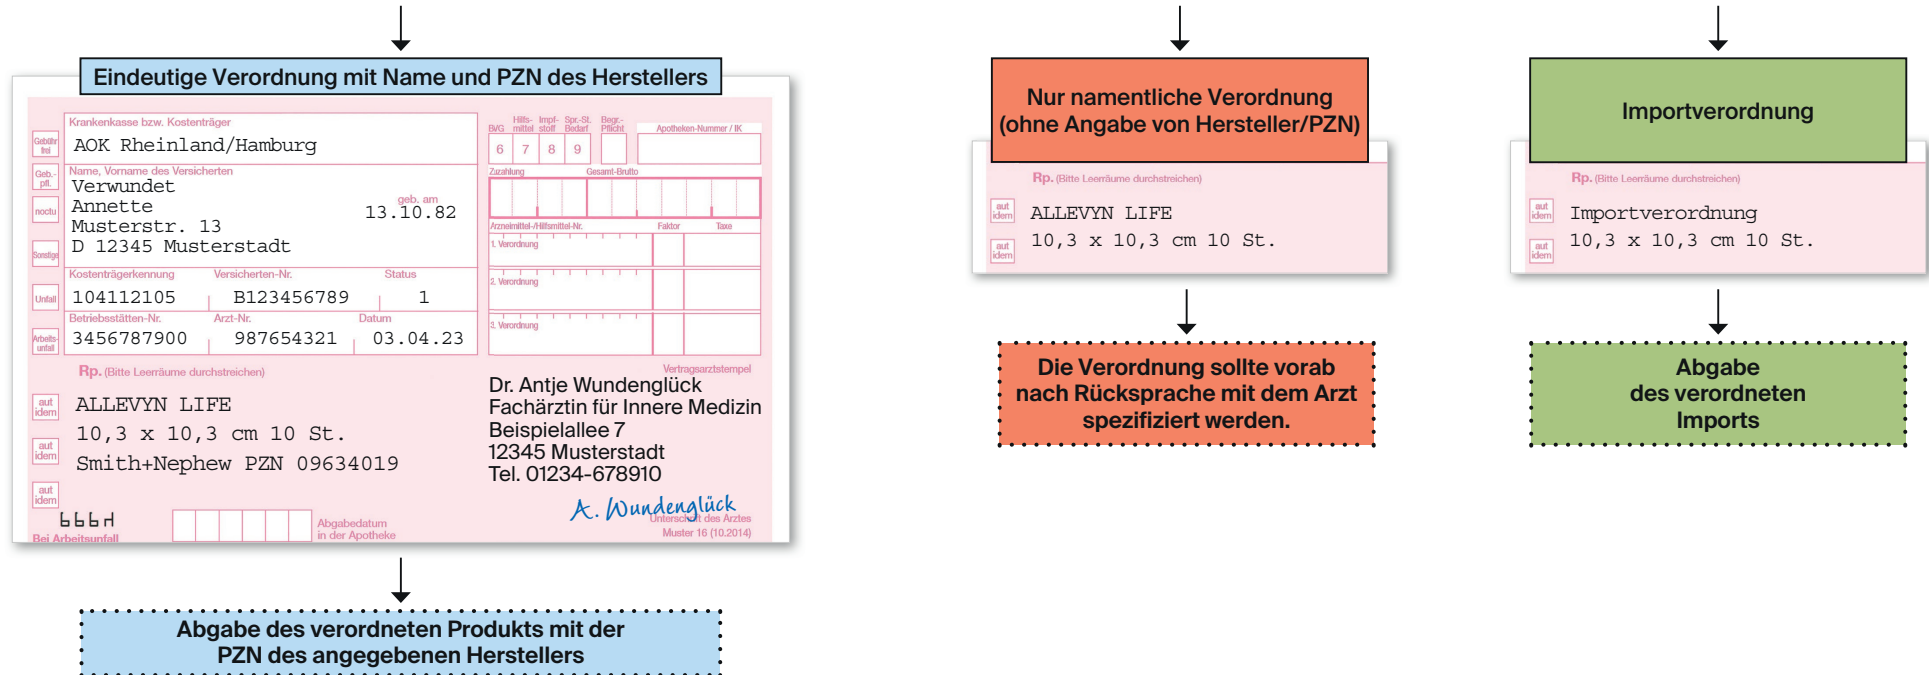 Eindeutige Verordnung mit Name und PZN des Herstellers
Krankenkasse bzw. Kostenträger
AOK Rheinland/Hamburg
Gebühr frei
Name, Vorname des Versicherten
Geb.-pfl.
Verwundet
Annette
geb. am
noctu
Musterstr. 13
13.10.82
D 12345 Musterstadt
Sonstige
Kostenträgerkennung Versicherten-Nr. Status
Unfall
104112105 B123456789 1
Betriebsstätten-Nr. Arzt-Nr. Datum
Arbeits-unfall
3456787900 987654321 03.04.23
BVG Hilfs-mittel Impf-stoff Spr.-St. Bedarf Begr.-Pflicht Apotheken-Nummer / IK
6 7 8 9
Zuzahlung Gesamt-Brutto
Arzneimittel-/Hilfsmittel-Nr. Faktor Taxe
1. Verordnung
2. Verordnung
3. Verordnung
Vertragsarztstempel
Rp. (Bitte Leerräume durchstreichen)
aut idem
ALLEVYN LIFE
10,3 x 10,3 cm 10 St.
aut idem
Smith+Nephew PZN 09634019
aut idem
Dr. Antje Wundenglück
Fachärztin für Innere Medizin
Beispielallee 7
12345 Musterstadt
Tel. 01234-678910
A. Wundenglück
Unterschrift des Arztes
Muster 16 (10.2014)
Bei Arbeitsunfall
Abgabedatum
in der Apotheke
Abgabe des verordneten Produkts mit der
PZN des angegebenen Herstellers
Nur namentliche Verordnung
(ohne Angabe von Hersteller/PZN)
Rp. (Bitte Leerräume durchstreichen)
aut idem
ALLEVYN LIFE
aut idem
10,3 x 10,3 cm 10 St.
Die Verordnung sollte vorab
nach Rücksprache mit dem Arzt
spezifiziert werden.
Importverordnung
Rp. (Bitte Leerräume durchstreichen)
aut idem
Importverordnung
aut idem
10,3 x 10,3 cm 10 St.
Abgabe
des verordneten
Imports